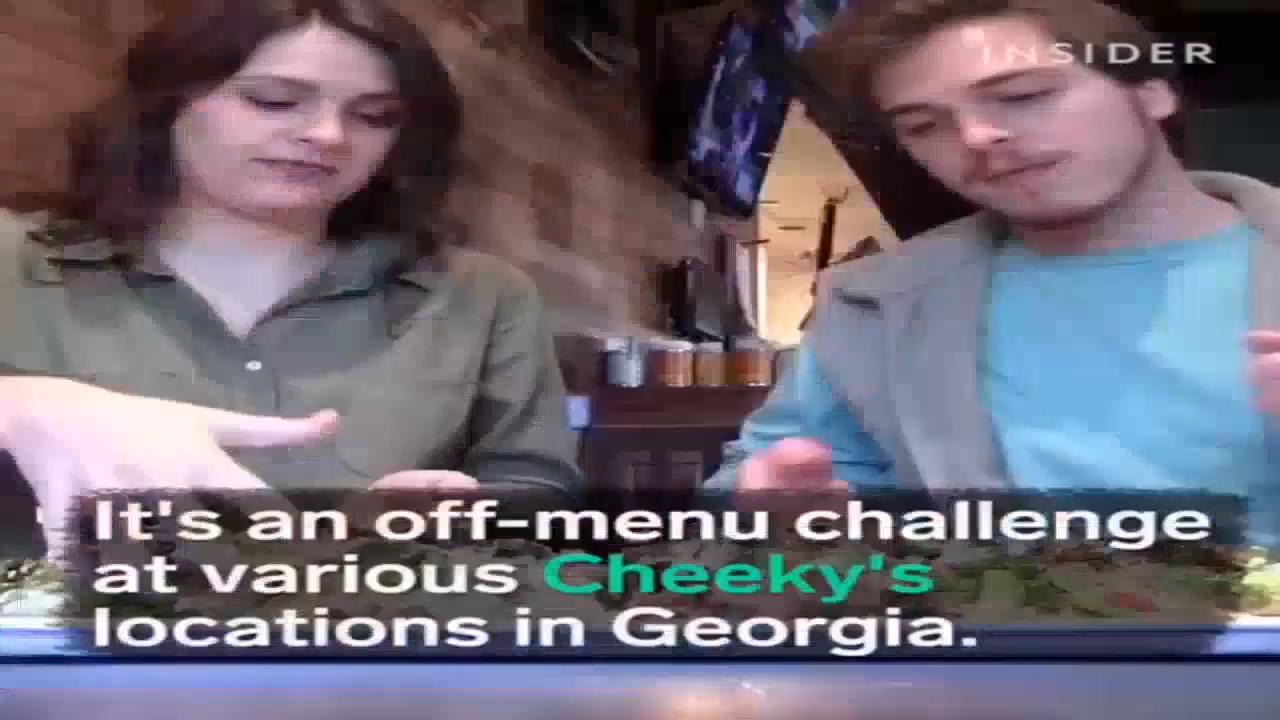 INSIDER
It's an off-menu challenge
at various Cheeky's
locations in Georgia.